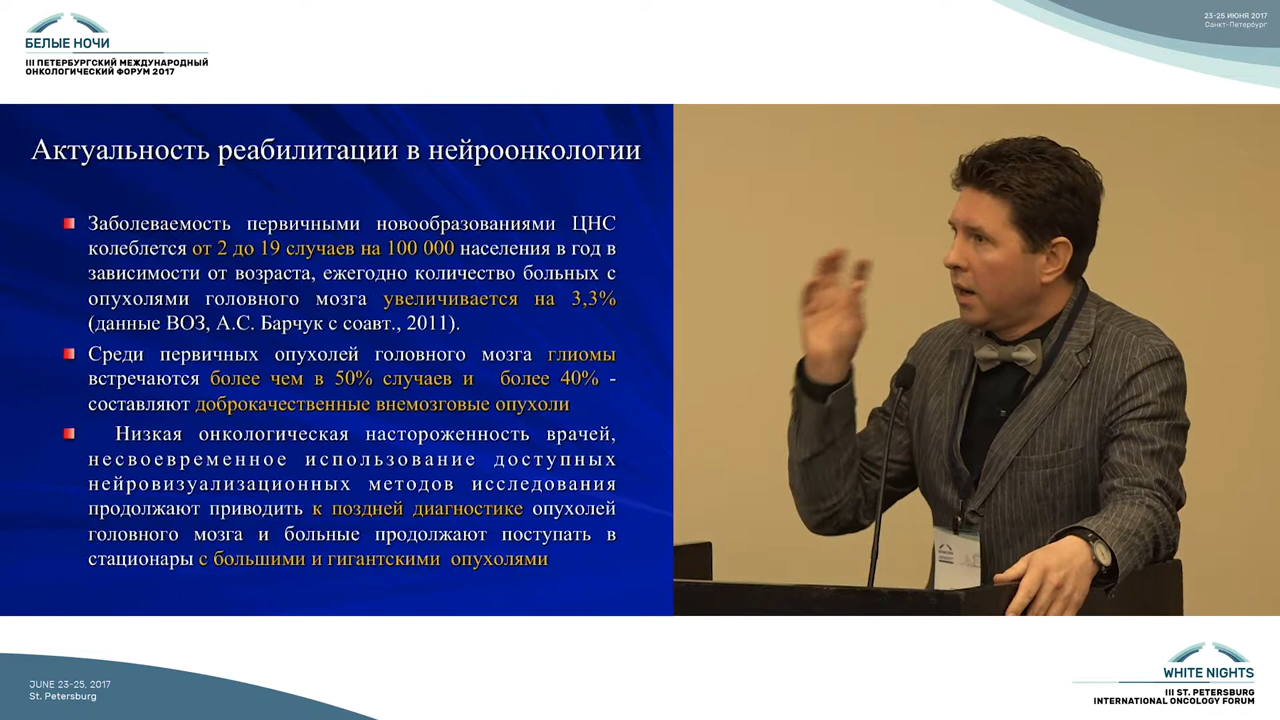 БЕЛЫЕ НОЧИ
III ПЕТЕРБУРГСКИЙ МЕЖДУНАРОДНЫЙ
ОНКОЛОГИЧЕСКИЙ ФОРУМ 2017
23-25 ИЮНЯ 2017
Санкт-Петербург
Актуальность реабилитации в нейроонкологии
Заболеваемость первичными новообразованиями ЦНС
колеблется от 2 до 19 случаев на 100 000 населения в год в
зависимости от возраста, ежегодно количество больных с
опухолями головного мозга увеличивается на 3,3%
(данные ВОЗ, А.С. Барчук с соавт., 2011).
Среди первичных опухолей головного мозга глиомы
встречаются более чем в 50% случаев и более 40% -
составляют доброкачественные внемозговые опухоли
Низкая онкологическая настороженность врачей,
несвоевременное использование доступных
нейровизуализационных методов исследования
продолжают приводить к поздней диагностике опухолей
головного мозга и больные продолжают поступать в
стационары с большими и гигантскими опухолями
JUNE 23-25, 2017
St. Petersburg
WHITE NIGHTS
III ST. PETERSBURG
INTERNATIONAL ONCOLOGY FORUM